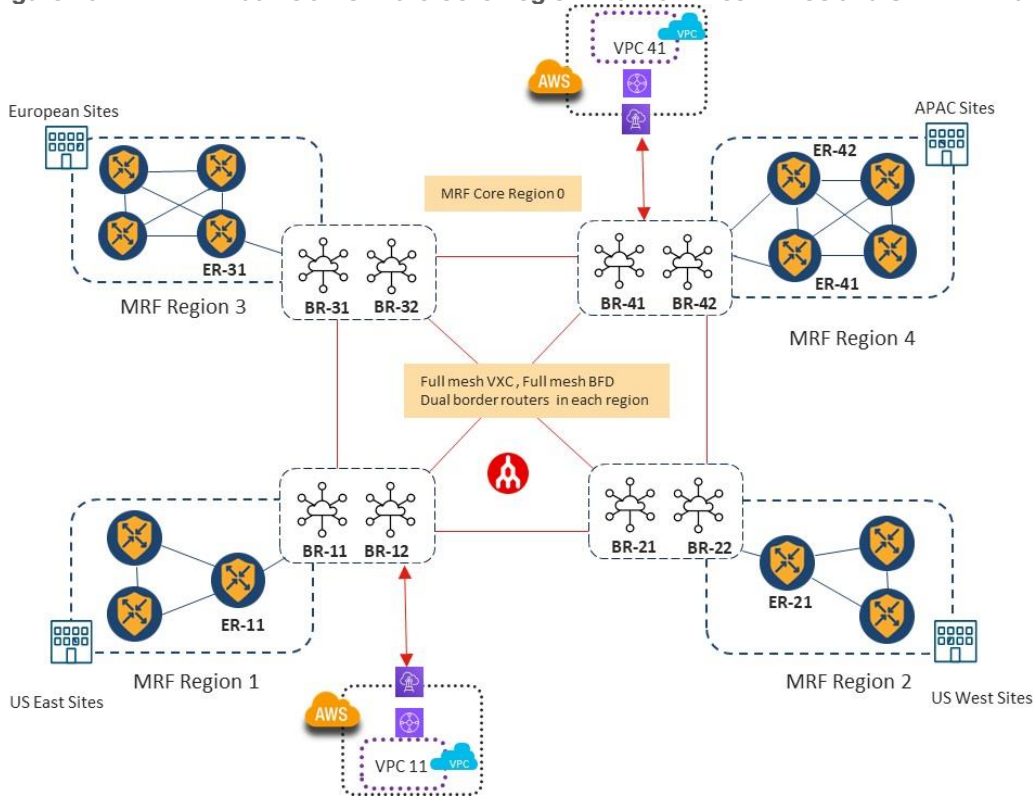 VPC 41
VPC
AWS
European Sites
APAC Sites
ER-42
MRF Core Region 0
ER-31
ER-41
BR-31
BR-32
BR-41
BR-42
MRF Region 3
MRF Region 4
Full mesh VXC , Full mesh BFD
Dual border routers in each region
BR-11
BR-12
BR-21
BR-22
ER-11
ER-21
MRF Region 1
MRF Region 2
US East Sites
US West Sites
AWS
VPC 11
VPC